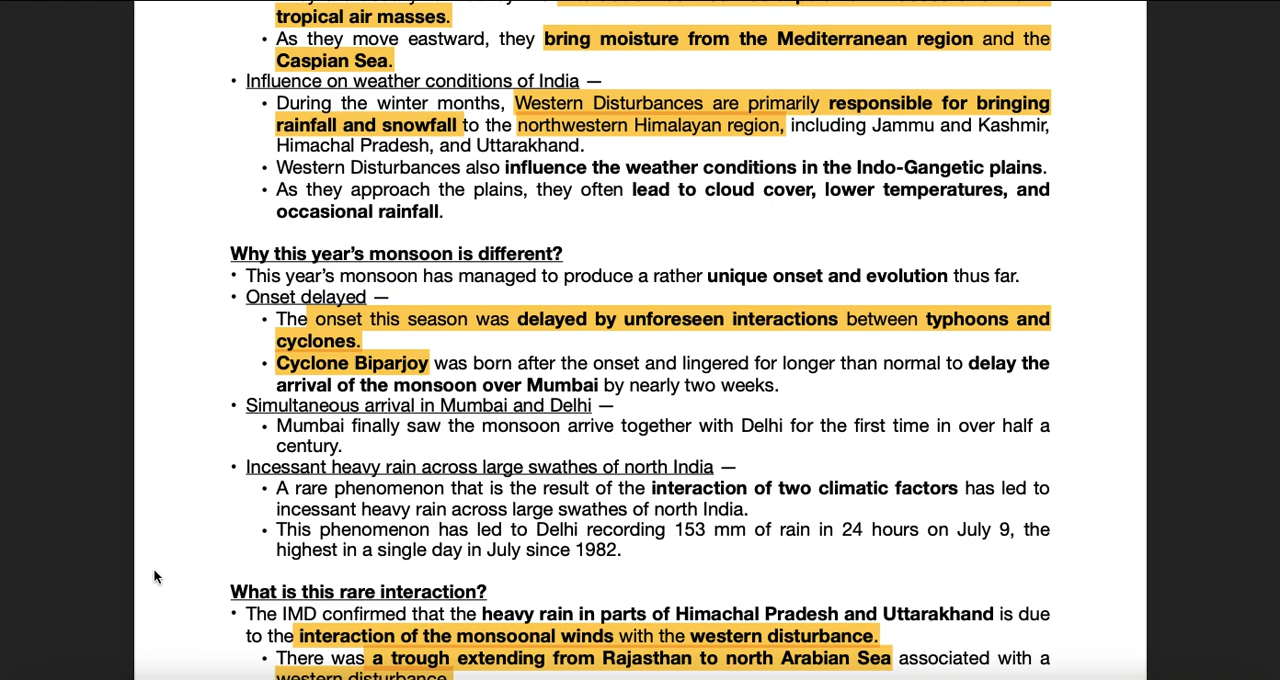 tropical air masses.
• As they move eastward, they bring moisture from the Mediterranean region and the
Caspian Sea.
• Influence on weather conditions of India —
• During the winter months, Western Disturbances are primarily responsible for bringing
rainfall and snowfall to the northwestern Himalayan region, including Jammu and Kashmir,
Himachal Pradesh, and Uttarakhand.
• Western Disturbances also influence the weather conditions in the Indo-Gangetic plains.
• As they approach the plains, they often lead to cloud cover, lower temperatures, and
occasional rainfall.
Why this year’s monsoon is different?
• This year’s monsoon has managed to produce a rather unique onset and evolution thus far.
• Onset delayed —
• The onset this season was delayed by unforeseen interactions between typhoons and
cyclones.
• Cyclone Biparjoy was born after the onset and lingered for longer than normal to delay the
arrival of the monsoon over Mumbai by nearly two weeks.
• Simultaneous arrival in Mumbai and Delhi —
• Mumbai finally saw the monsoon arrive together with Delhi for the first time in over half a
century.
• Incessant heavy rain across large swathes of north India —
• A rare phenomenon that is the result of the interaction of two climatic factors has led to
incessant heavy rain across large swathes of north India.
• This phenomenon has led to Delhi recording 153 mm of rain in 24 hours on July 9, the
highest in a single day in July since 1982.
What is this rare interaction?
• The IMD confirmed that the heavy rain in parts of Himachal Pradesh and Uttarakhand is due
to the interaction of the monsoonal winds with the western disturbance.
• There was a trough extending from Rajasthan to north Arabian Sea associated with a
western disturbance.